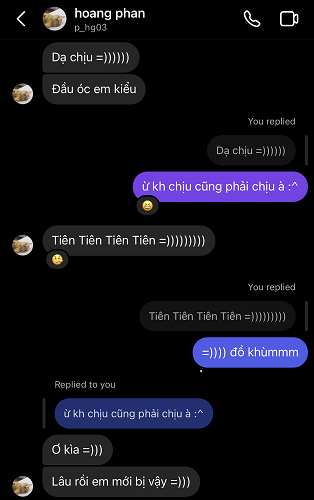 hoang phan
p_hg03
Dạ chịu =))))))
Đầu óc em kiểu
You replied
Dạ chịu =))))))
ừ kh chịu cũng phải chịu à :^
Tiên Tiên Tiên Tiên =)))))))))
You replied
Tiên Tiên Tiên Tiên =)))))))))
=)))) đồ khùmmm
Replied to you
ừ kh chịu cũng phải chịu à :^
Ơ kìa =)))
Lâu rồi em mới bị vậy =)))